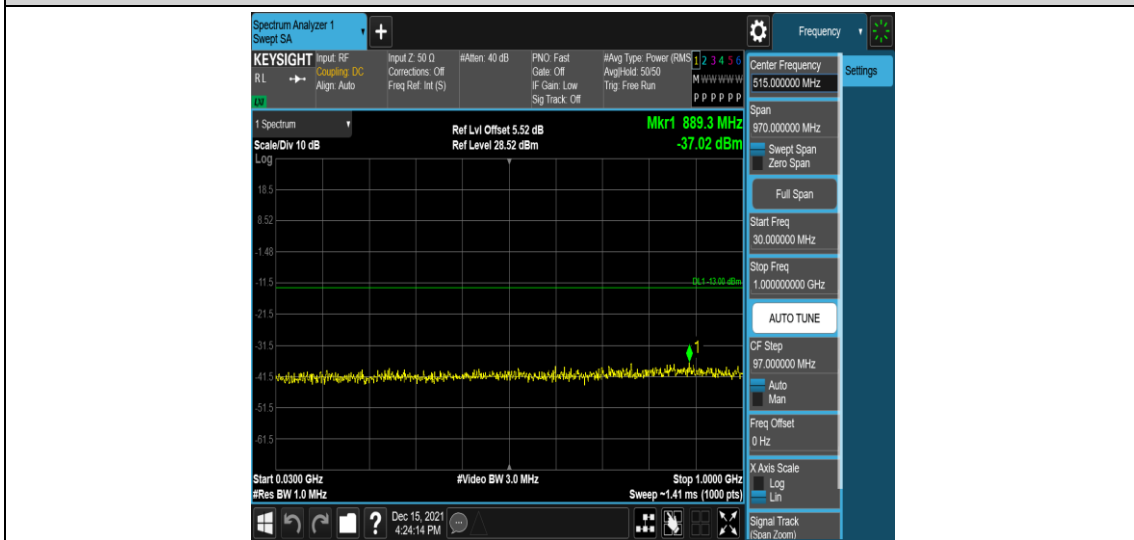 Spectrum Analyzer 1
Swept SA
+
Frequency
KEYSIGHT
RL
LXI
Input: RF
Coupling: DC
Align: Auto
Input Z: 50 Ω
Corrections: Off
Freq Ref: Int (S)
#Atten: 40 dB
PNO: Fast
Gate: Off
IF Gain: Low
Sig Track: Off
#Avg Type: Power (RMS
Avg|Hold: 50/50
Trig: Free Run
1 2 3 4 5 6
M W W W W W
P P P P P P
1 Spectrum
Scale/Div 10 dB
Log
Ref Lvl Offset 5.52 dB
Ref Level 28.52 dBm
Mkr1 889.3 MHz
-37.02 dBm
18.5
8.52
-1.48
-11.5
-21.5
-31.5
-41.5
-51.5
-61.5
DL1 -13.00 dBm
1
Start 0.0300 GHz
#Res BW 1.0 MHz
#Video BW 3.0 MHz
Stop 1.0000 GHz
Sweep ~1.41 ms (1000 pts)
?
Dec 15, 2021
4:24:14 PM
Center Frequency
515.000000 MHz
Span
970.000000 MHz
Swept Span
Zero Span
Full Span
Start Freq
30.000000 MHz
Stop Freq
1.000000000 GHz
AUTO TUNE
CF Step
97.000000 MHz
Auto
Man
Freq Offset
0 Hz
X Axis Scale
Log
Lin
Signal Track
(Span Zoom)
Settings